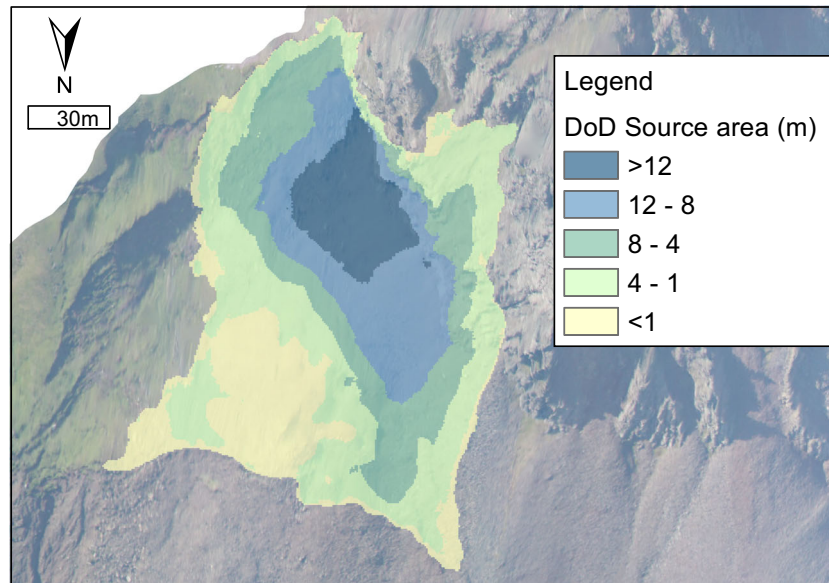 N
30m
Legend
DoD Source area (m)
>12
12 - 8
8 - 4
4 - 1
<1